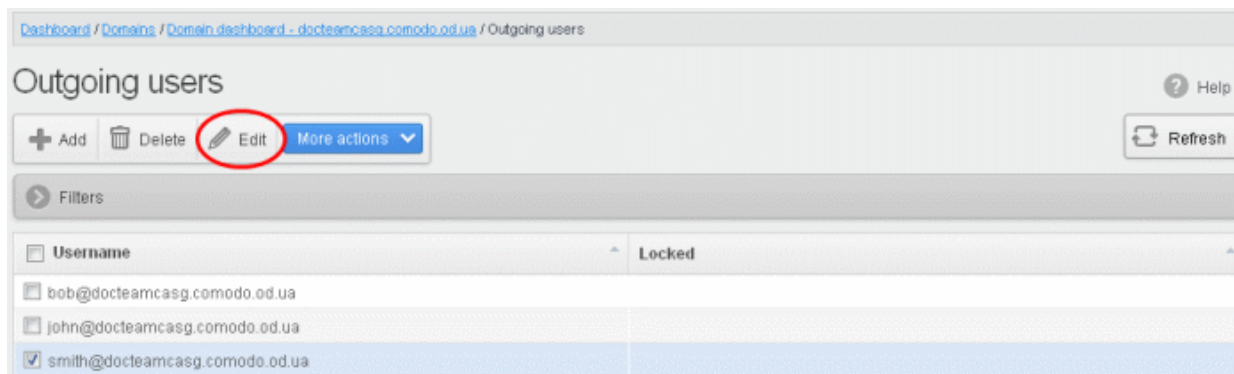 Dashboard / Domains / Domain dashboard - docteamcasg.comodo.od.ua / Outgoing users
Outgoing users
Help
Add Delete Edit More actions
Refresh
Filters
Username Locked
bob@docteamcasg.comodo.od.ua
john@docteamcasg.comodo.od.ua
smith@docteamcasg.comodo.od.ua